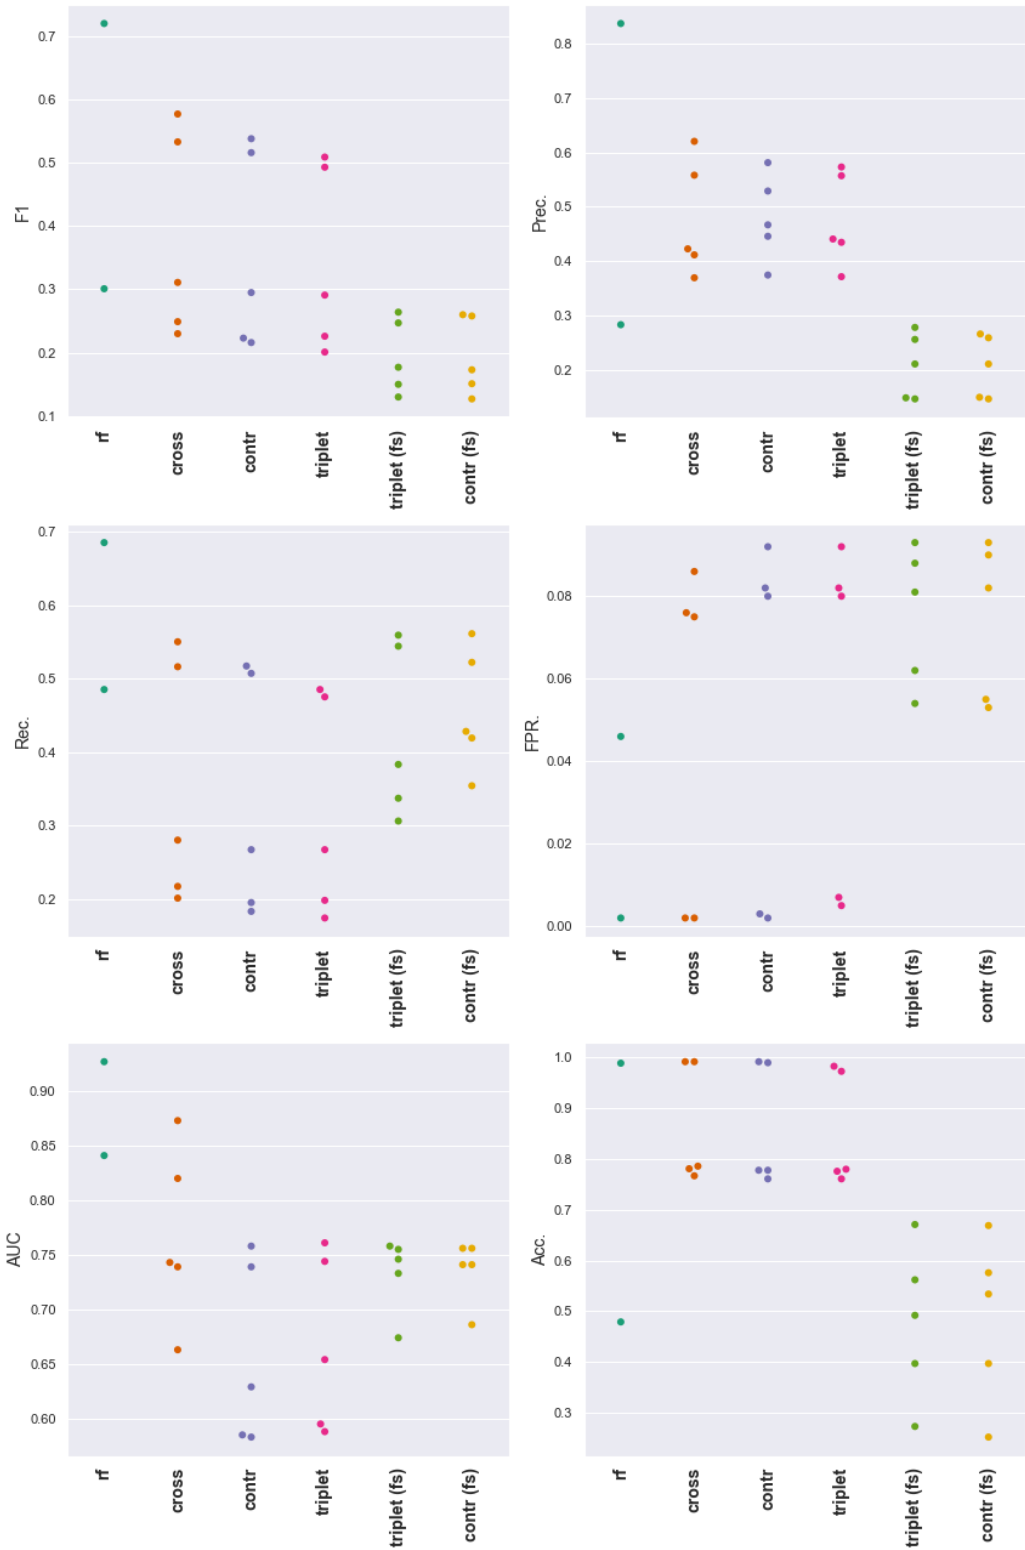 F1
0.7
0.6
0.5
0.4
0.3
0.2
0.1
rf
cross
contr
triplet
triplet (fs)
contr (fs)
Prec.
0.8
0.7
0.6
0.5
0.4
0.3
0.2
rf
cross
contr
triplet
triplet (fs)
contr (fs)
Rec.
0.7
0.6
0.5
0.4
0.3
0.2
rf
cross
contr
triplet
triplet (fs)
contr (fs)
FPR.
0.08
0.06
0.04
0.02
0.00
rf
cross
contr
triplet
triplet (fs)
contr (fs)
AUC
0.90
0.85
0.80
0.75
0.70
0.65
0.60
rf
cross
contr
triplet
triplet (fs)
contr (fs)
Acc.
1.0
0.9
0.8
0.7
0.6
0.5
0.4
0.3
rf
cross
contr
triplet
triplet (fs)
contr (fs)